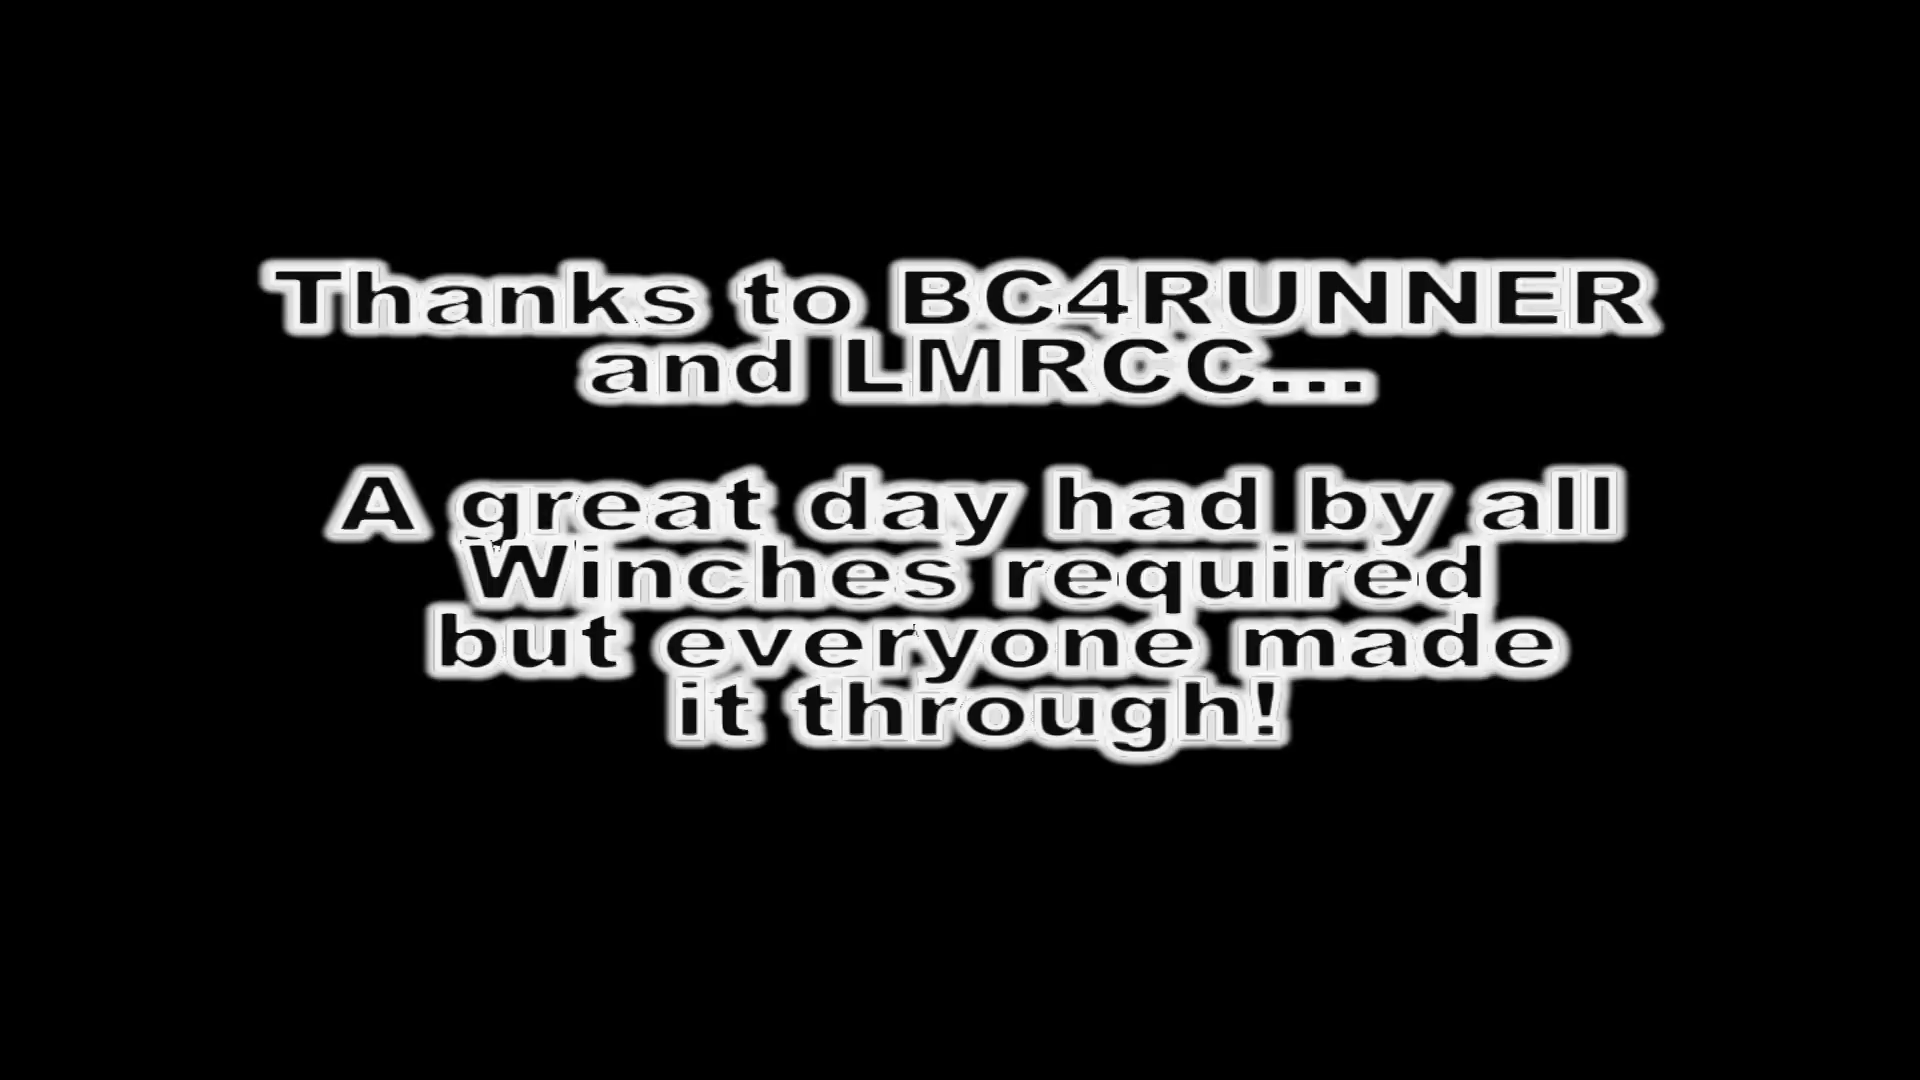 Thanks to BC4RUNNER
and LMRCC...
A great day had by all
Winches required
but everyone made
it through!